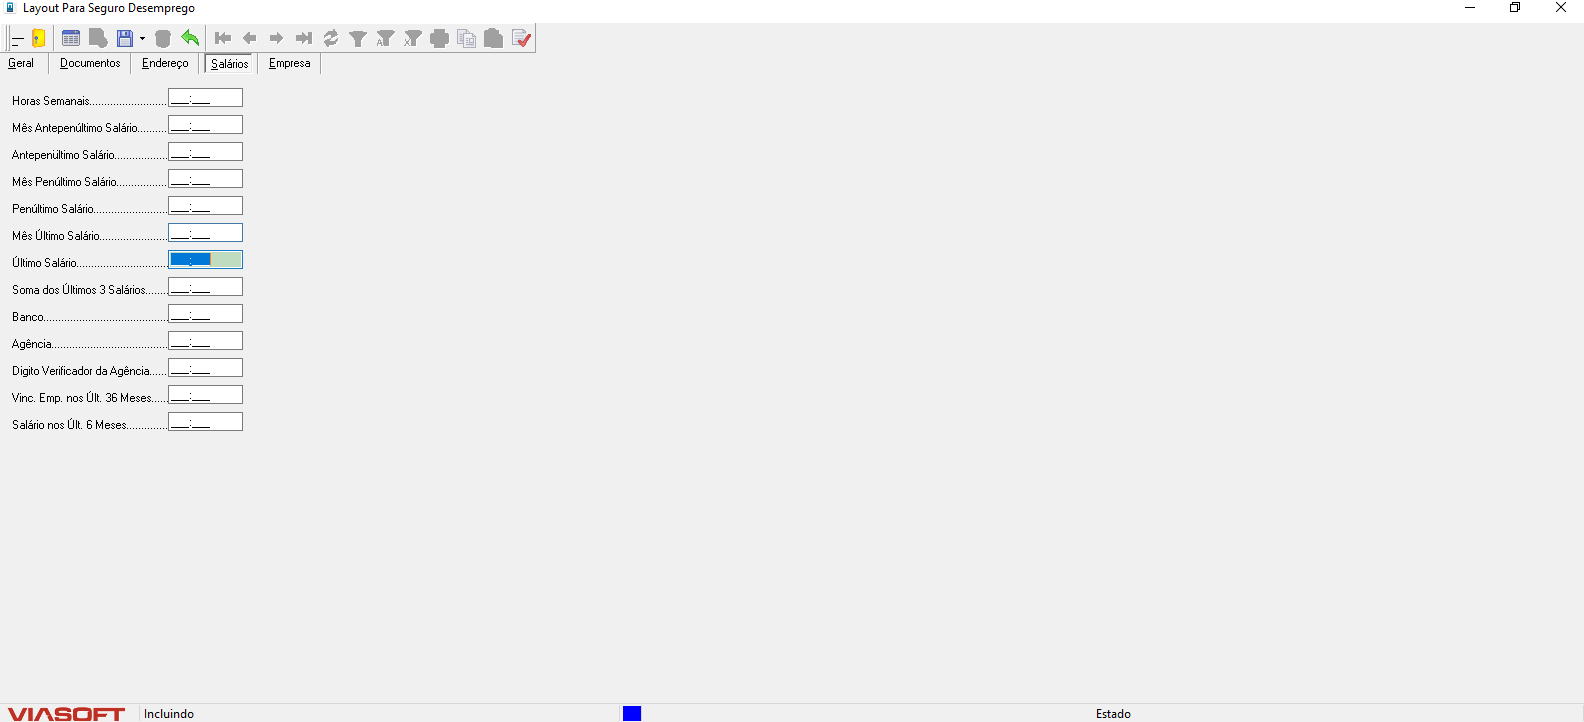 Layout Para Seguro Desemprego
Geral Documentos Endereço Salários Empresa
Horas Semanais.......................... ___:___
Mês Antepenúltimo Salário.......... ___:___
Antepenúltimo Salário.................. ___:___
Mês Penúltimo Salário................. ___:___
Penúltimo Salário......................... ___:___
Mês Último Salário....................... ___:___
Último Salário............................... ___:___
Soma dos Últimos 3 Salários........ ___:___
Banco.......................................... ___:___
Agência....................................... ___:___
Digito Verificador da Agência...... ___:___
Vinc. Emp. nos Últ. 36 Meses...... ___:___
Salário nos Últ. 6 Meses.............. ___:___
VIASOFT Incluindo Estado